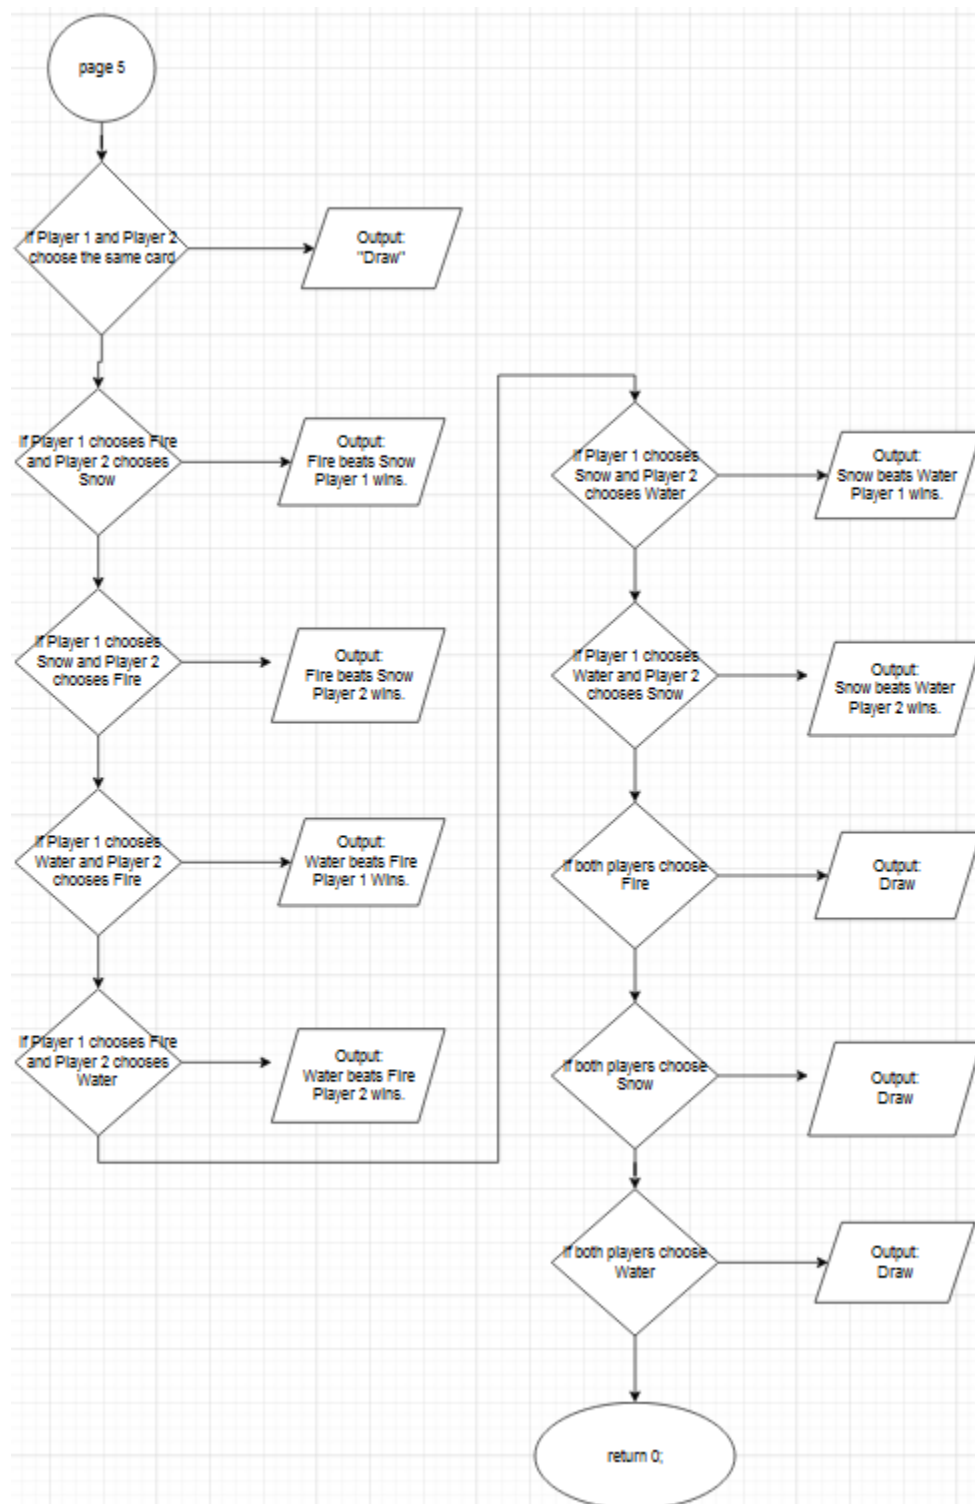 page 5
If Player 1 and Player 2
choose the same card
Output:
"Draw"
If Player 1 chooses Fire
and Player 2 chooses
Snow
Output:
Fire beats Snow
Player 1 wins.
If Player 1 chooses
Snow and Player 2
chooses Fire
Output:
Fire beats Snow
Player 2 wins.
If Player 1 chooses
Water and Player 2
chooses Fire
Output:
Water beats Fire
Player 1 Wins.
If Player 1 chooses Fire
and Player 2 chooses
Water
Output:
Water beats Fire
Player 2 wins.
If Player 1 chooses
Snow and Player 2
chooses Water
Output:
Snow beats Water
Player 1 wins.
If Player 1 chooses
Water and Player 2
chooses Snow
Output:
Snow beats Water
Player 2 wins.
If both players choose
Fire
Output:
Draw
If both players choose
Snow
Output:
Draw
If both players choose
Water
Output:
Draw
return 0;